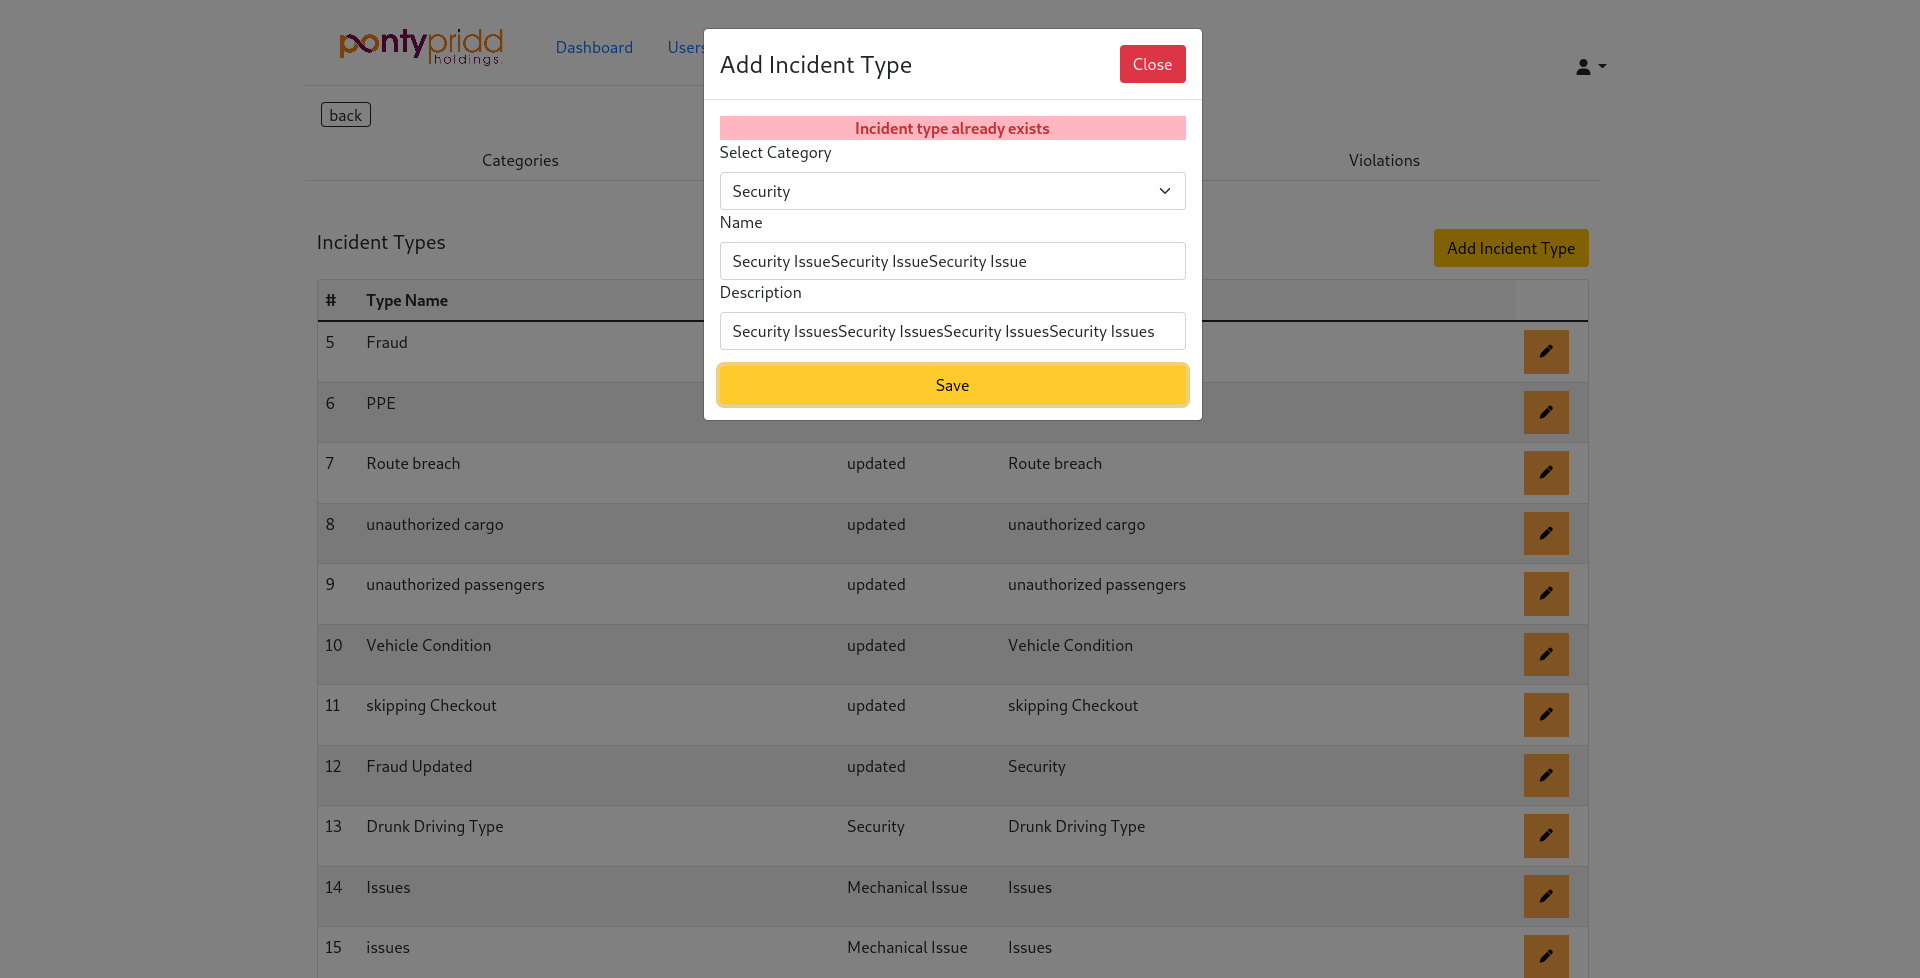 pontypridd
holdings.
Dashboard
Users
back
Categories
Violations
Add Incident Type
Close
Incident type already exists
Select Category
Security
Name
Security IssueSecurity IssueSecurity Issue
Description
Security IssuesSecurity IssuesSecurity IssuesSecurity Issues
Save
Incident Types
Add Incident Type
# Type Name
5 Fraud
6 PPE
7 Route breach updated Route breach
8 unauthorized cargo updated unauthorized cargo
9 unauthorized passengers updated unauthorized passengers
10 Vehicle Condition updated Vehicle Condition
11 skipping Checkout updated skipping Checkout
12 Fraud Updated updated Security
13 Drunk Driving Type Security Drunk Driving Type
14 Issues Mechanical Issue Issues
15 issues Mechanical Issue Issues